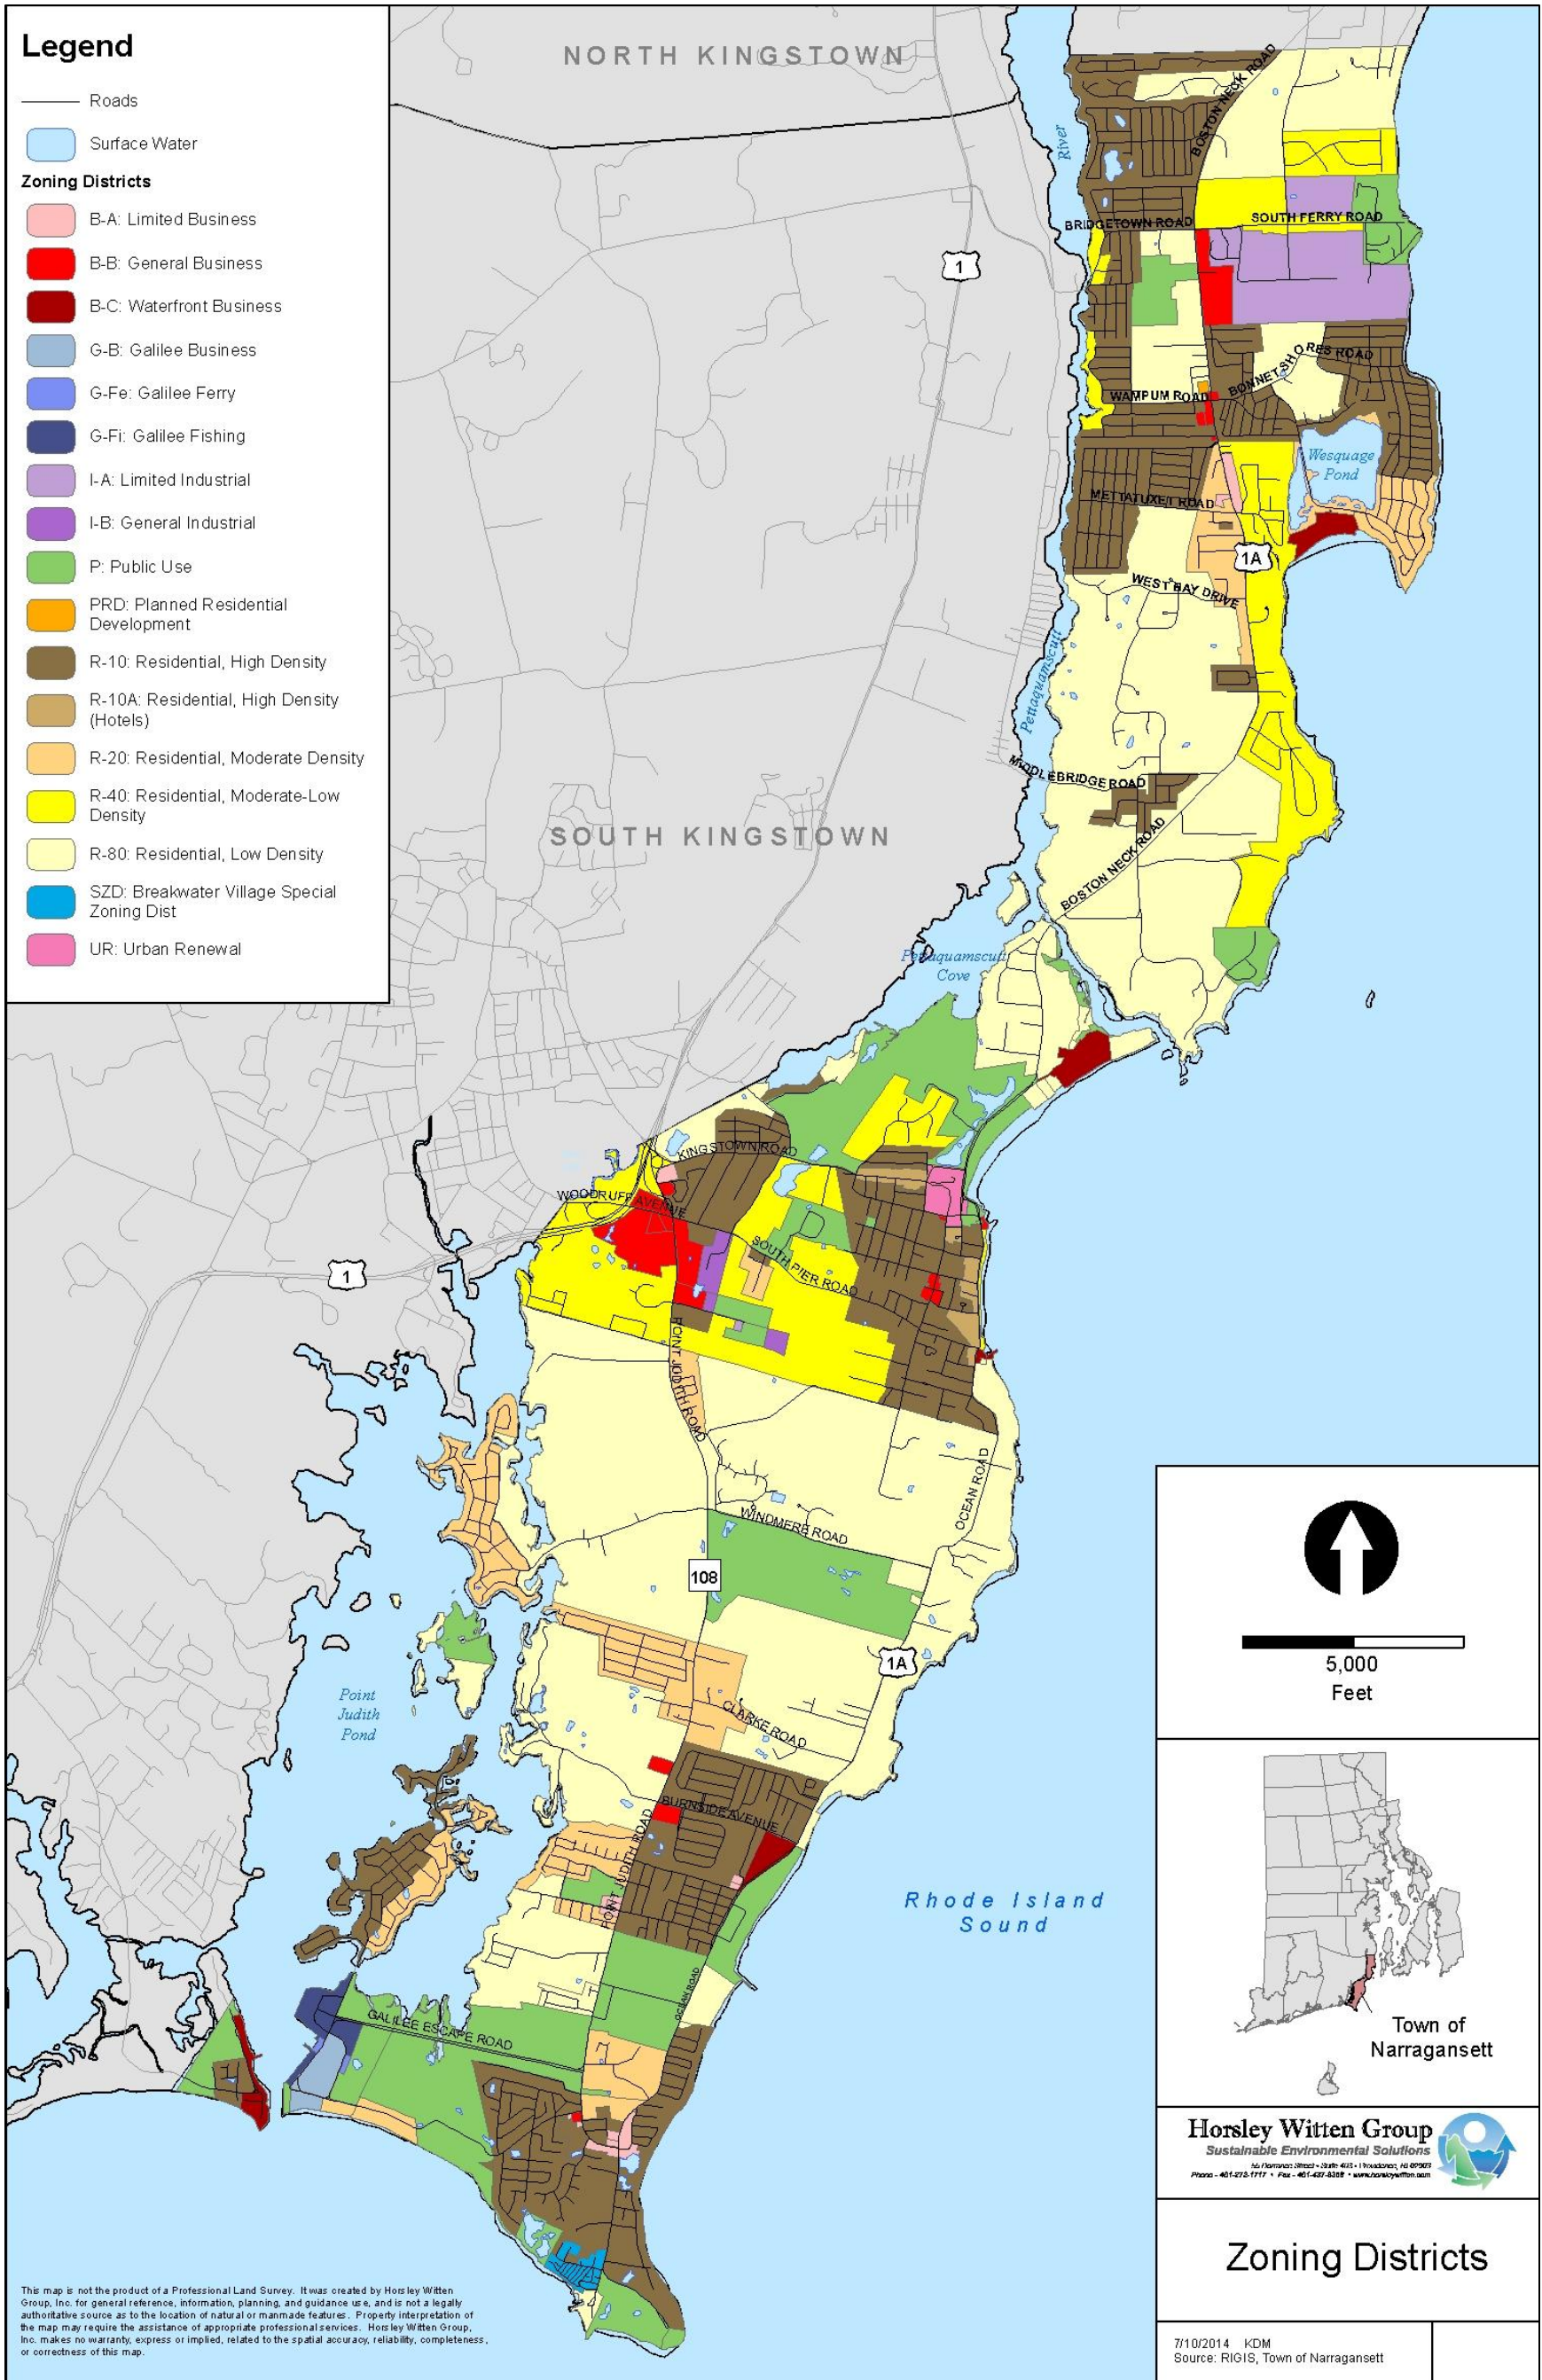 Legend
Roads
Surface Water
Zoning Districts
B-A: Limited Business
B-B: General Business
B-C: Waterfront Business
G-B: Galilee Business
G-Fe: Galilee Ferry
G-Fi: Galilee Fishing
I-A: Limited Industrial
I-B: General Industrial
P: Public Use
PRD: Planned Residential
Development
R-10: Residential, High Density
R-10A: Residential, High Density
(Hotels)
R-20: Residential, Moderate Density
R-40: Residential, Moderate-Low
Density
R-80: Residential, Low Density
SZD: Breakwater Village Special
Zoning Dist
UR: Urban Renewal
NORTH KINGSTOWN
BOSTON NECK ROAD
River
BRIDGETOWN ROAD
SOUTH FERRY ROAD
1
BONNET SHORES ROAD
WAMPUM ROAD
Wesquage
Pond
METTATUXET ROAD
1A
WEST BAY DRIVE
Pettaquamscutt
MIDDLEBRIDGE ROAD
SOUTH KINGSTOWN
BOSTON NECK ROAD
Pettaquamscutt
Cove
KINGSTOWN ROAD
WOODRUFF AVENUE
SOUTH PIER ROAD
1
POINT JUDITH ROAD
OCEAN ROAD
WINDMERE ROAD
108
1A
Point
Judith
Pond
CLARKE ROAD
BURNSIDE AVENUE
POINT JUDITH ROAD
Rhode Island
Sound
OCEAN ROAD
GALILEE ESCAPE ROAD
5,000
Feet
Town of
Narragansett
Horsley Witten Group
Sustainable Environmental Solutions
Phone - 401-272-1717 • Fax - 401-437-8368 • www.horsleywitten.com
Zoning Districts
7/10/2014 KDM
Source: RIGIS, Town of Narragansett
This map is not the product of a Professional Land Survey. It was created by Horsley Witten
Group, Inc. for general reference, information, planning, and guidance use, and is not a legally
authoritative source as to the location of natural or manmade features. Property interpretation of
the map may require the assistance of appropriate professional services. Horsley Witten Group,
Inc. makes no warranty, express or implied, related to the spatial accuracy, reliability, completeness,
or correctness of this map.